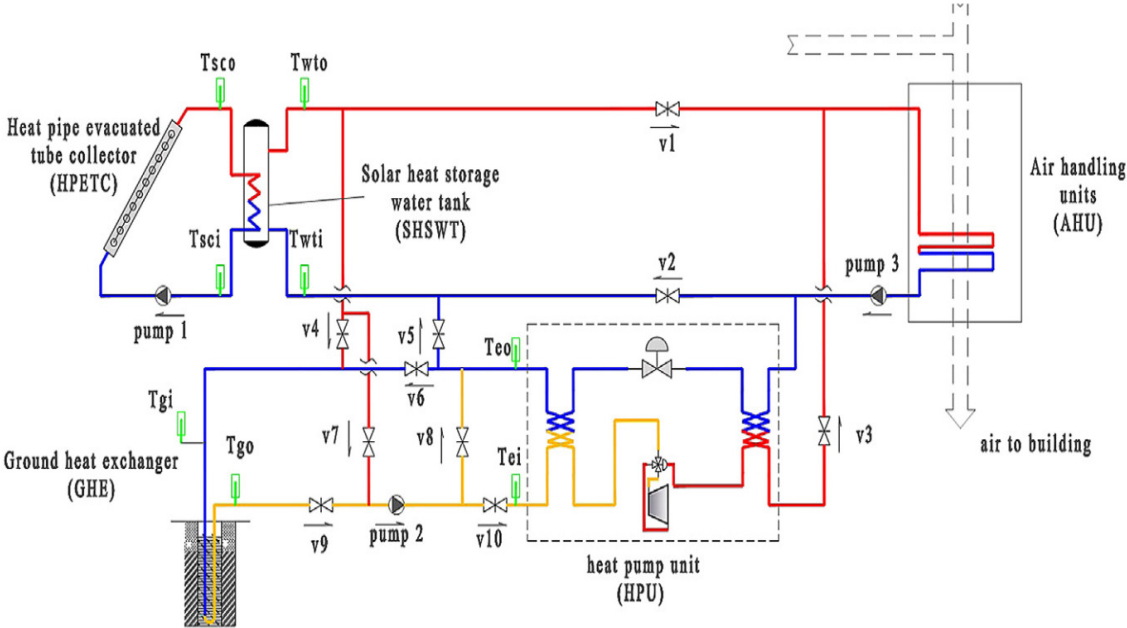 Tsco
Twto
Heat pipe evacuated
tube collector
(HPETC)
v1
Solar heat storage
water tank
(SHSWT)
Air handling
units
(AHU)
Tsci
Twti
v2
pump 3
pump 1
v4
v5
Teo
v6
Tgi
v7
v8
v3
Tgo
Tei
air to building
Ground heat exchanger
(GHE)
v9
pump 2
v10
heat pump unit
(HPU)